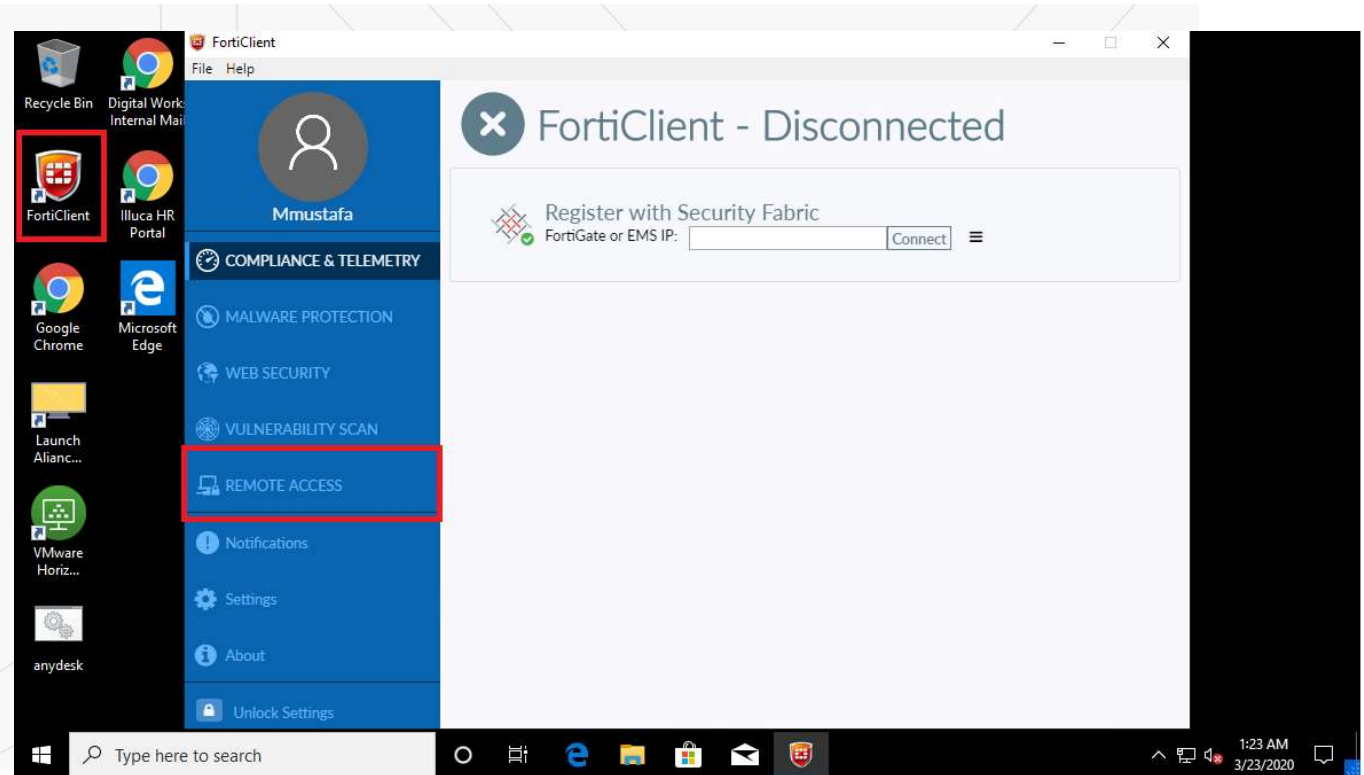 Recycle Bin
Digital Work
Internal Mai
FortiClient
Illuca HR
Portal
Google
Chrome
Microsoft
Edge
Launch
Alianc...
VMware
Horiz...
anydesk
FortiClient
File Help
Mmustafa
COMPLIANCE & TELEMETRY
MALWARE PROTECTION
WEB SECURITY
VULNERABILITY SCAN
REMOTE ACCESS
Notifications
Settings
About
Unlock Settings
FortiClient - Disconnected
Register with Security Fabric
FortiGate or EMS IP: Connect
Type here to search
1:23 AM
3/23/2020